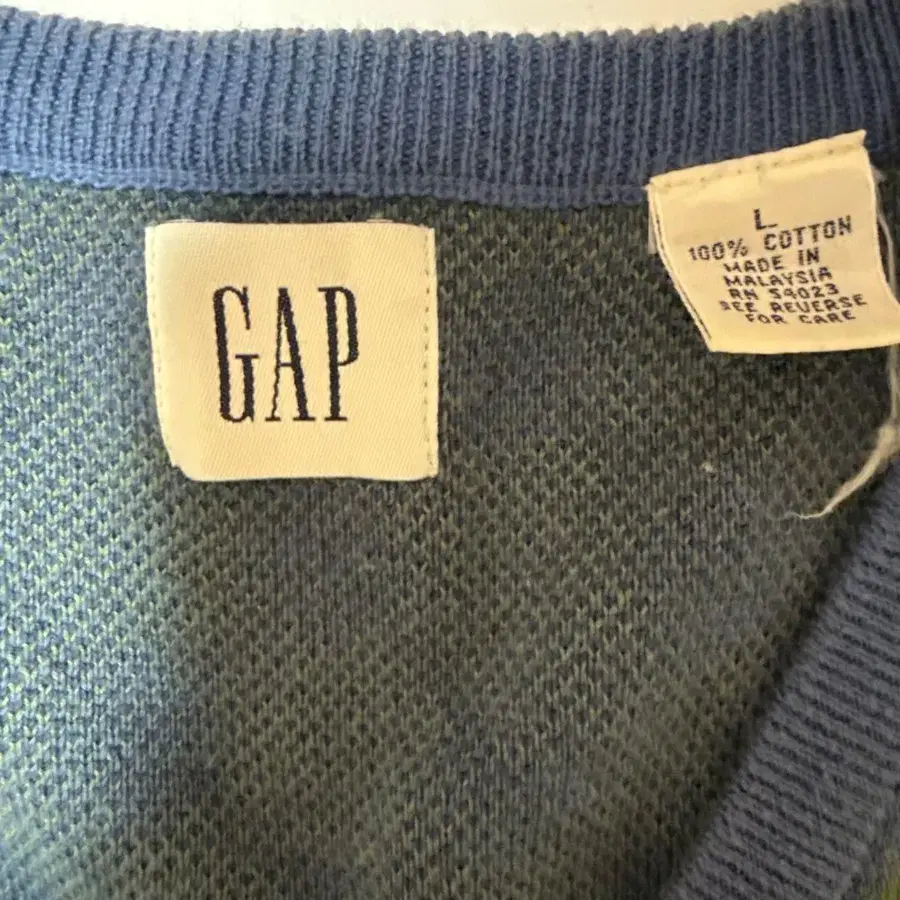 GAP
L
100% COTTON
MADE IN
MALAYSIA
RN 54023
SEE REVERSE
FOR CARE